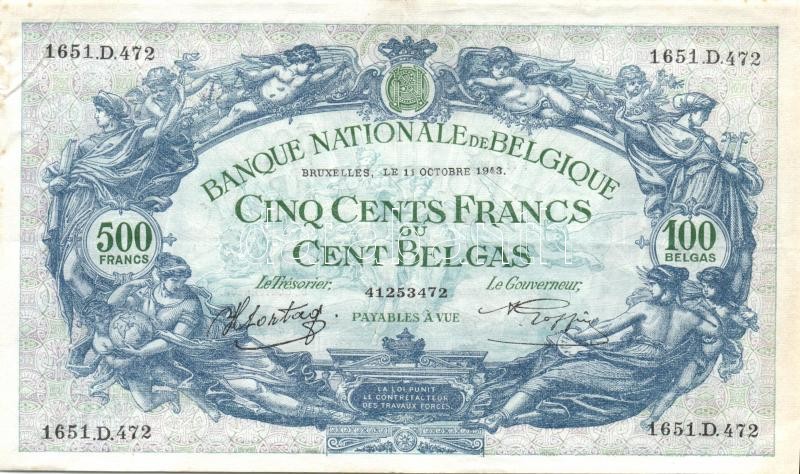 1651.D.472 1651.D.472
BANQUE NATIONALE DE BELGIQUE
BRUXELLES, LE 11 OCTOBRE 1943.
CINQ CENTS FRANCS
OU
CENT BELGAS
500
FRANCS
100
BELGAS
Le Trésorier, Le Gouverneur,
41253472
PAYABLES À VUE
LA LOI PUNIT
LE CONTREFACTEUR
DES TRAVAUX FORCÉS.
1651.D.472 1651.D.472